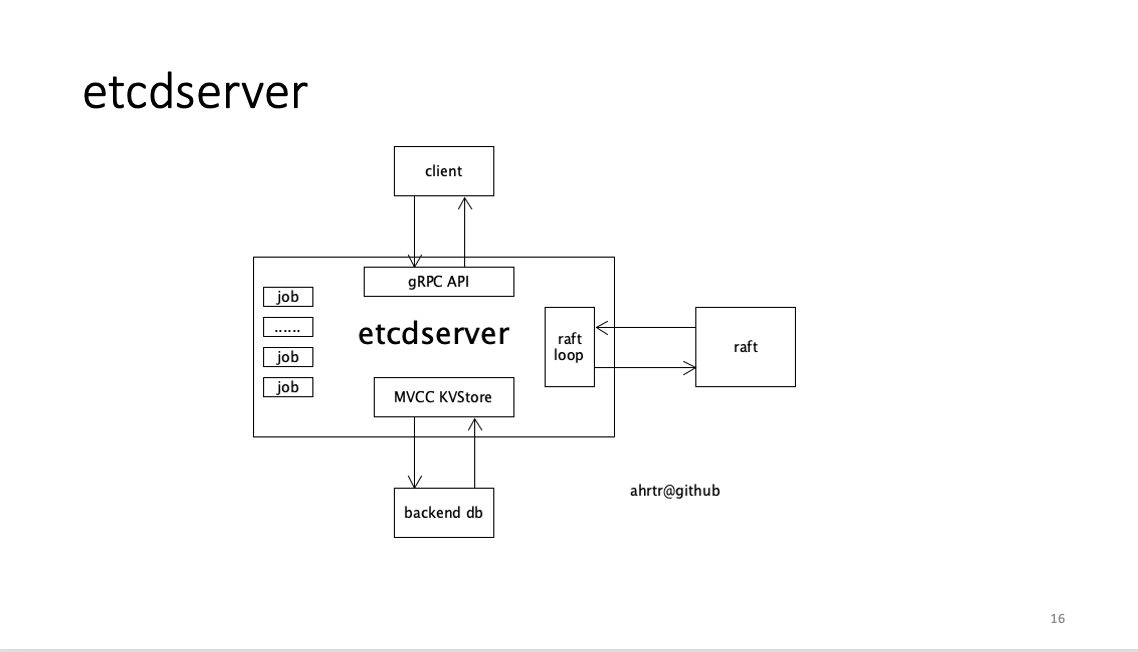 etcdserver
client
gRPC API
job
......
job
job
etcdserver
raft
loop
raft
MVCC KVStore
backend db
ahrtr@github
16